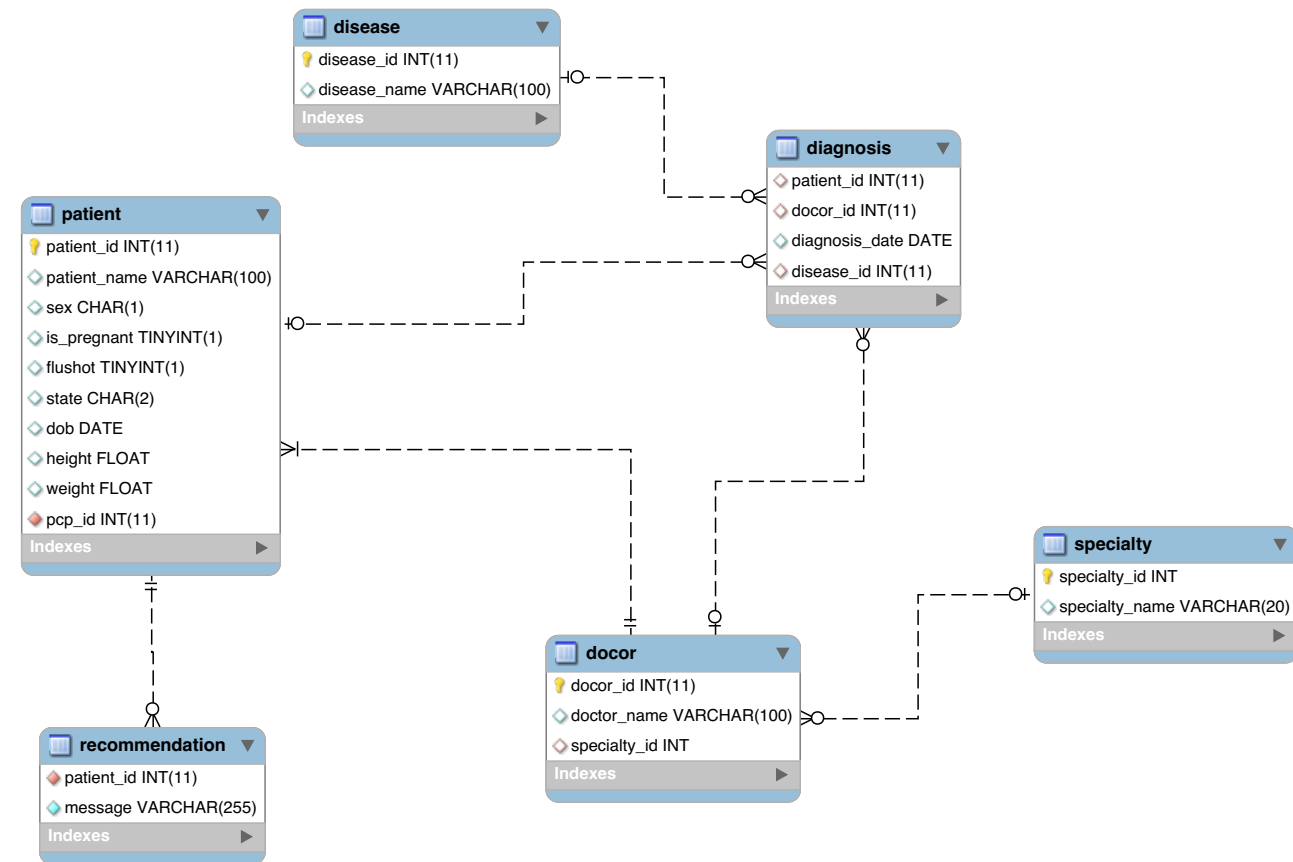 disease
disease_id INT(11)
disease_name VARCHAR(100)
Indexes
diagnosis
patient_id INT(11)
docor_id INT(11)
diagnosis_date DATE
disease_id INT(11)
Indexes
patient
patient_id INT(11)
patient_name VARCHAR(100)
sex CHAR(1)
is_pregnant TINYINT(1)
flushot TINYINT(1)
state CHAR(2)
dob DATE
height FLOAT
weight FLOAT
pcp_id INT(11)
Indexes
specialty
specialty_id INT
specialty_name VARCHAR(20)
Indexes
docor
docor_id INT(11)
doctor_name VARCHAR(100)
specialty_id INT
Indexes
recommendation
patient_id INT(11)
message VARCHAR(255)
Indexes